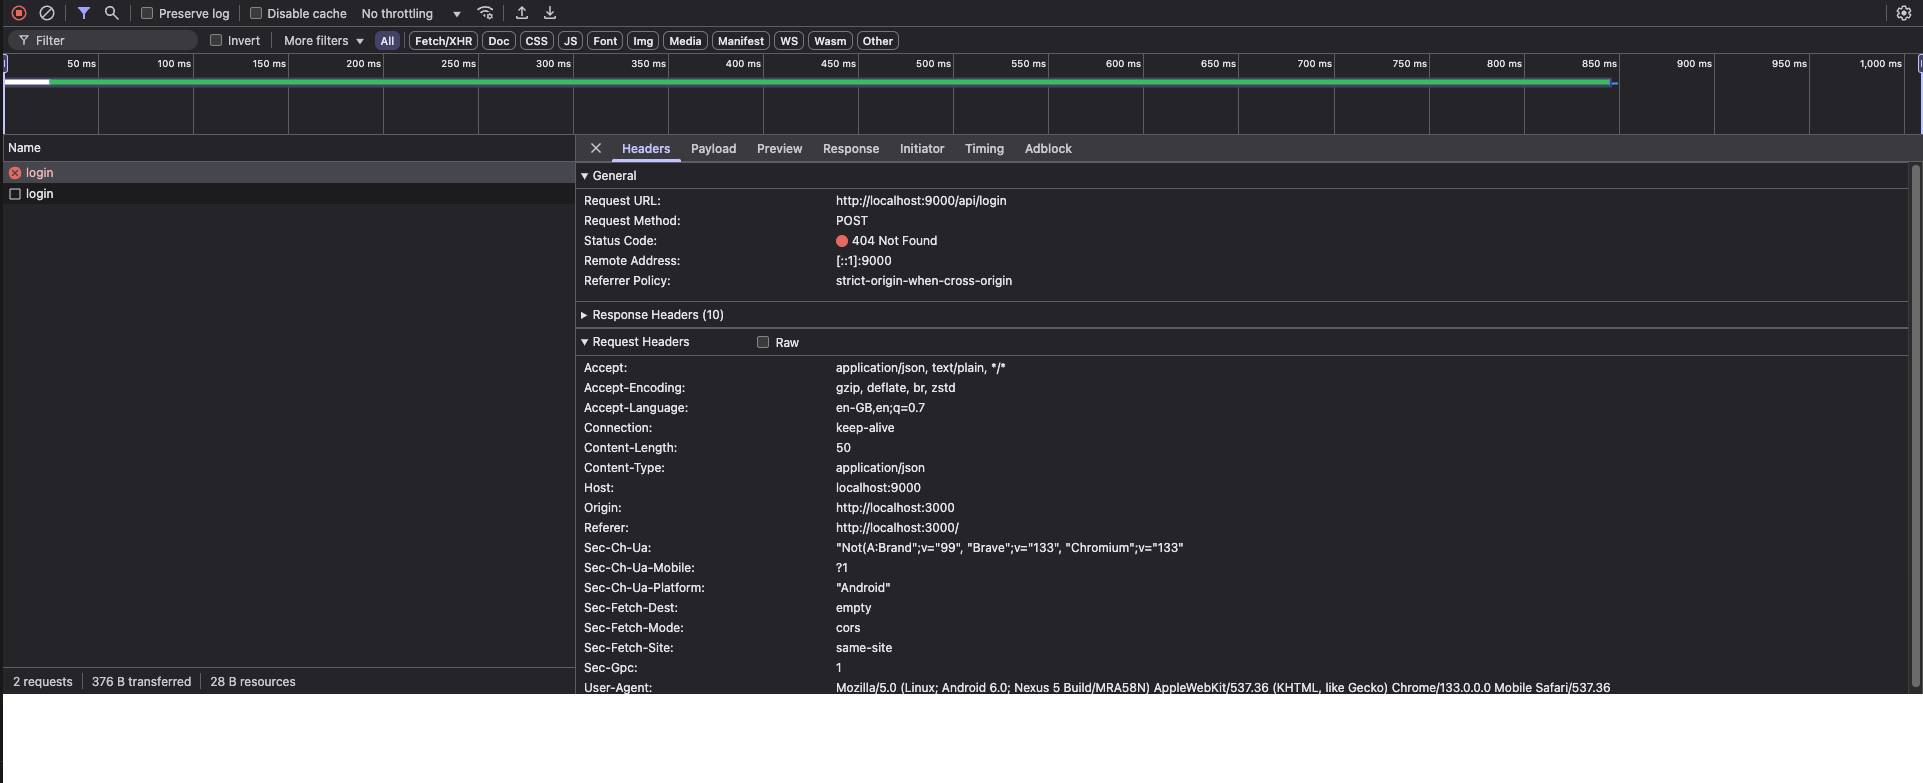 Preserve log Disable cache No throttling
Filter Invert More filters All Fetch/XHR Doc CSS JS Font Img Media Manifest WS Wasm Other
50 ms 100 ms 150 ms 200 ms 250 ms 300 ms 350 ms 400 ms 450 ms 500 ms 550 ms 600 ms 650 ms 700 ms 750 ms 800 ms 850 ms 900 ms 950 ms 1,000 ms
Name
login
login
2 requests 376 B transferred 28 B resources
Headers Payload Preview Response Initiator Timing Adblock
General
Request URL: http://localhost:9000/api/login
Request Method: POST
Status Code: 404 Not Found
Remote Address: [::1]:9000
Referrer Policy: strict-origin-when-cross-origin
Response Headers (10)
Request Headers Raw
Accept: application/json, text/plain, */*
Accept-Encoding: gzip, deflate, br, zstd
Accept-Language: en-GB,en;q=0.7
Connection: keep-alive
Content-Length: 50
Content-Type: application/json
Host: localhost:9000
Origin: http://localhost:3000
Referer: http://localhost:3000/
Sec-Ch-Ua: "Not(A:Brand";v="99", "Brave";v="133", "Chromium";v="133"
Sec-Ch-Ua-Mobile: ?1
Sec-Ch-Ua-Platform: "Android"
Sec-Fetch-Dest: empty
Sec-Fetch-Mode: cors
Sec-Fetch-Site: same-site
Sec-Gpc: 1
User-Agent: Mozilla/5.0 (Linux; Android 6.0; Nexus 5 Build/MRA58N) AppleWebKit/537.36 (KHTML, like Gecko) Chrome/133.0.0.0 Mobile Safari/537.36